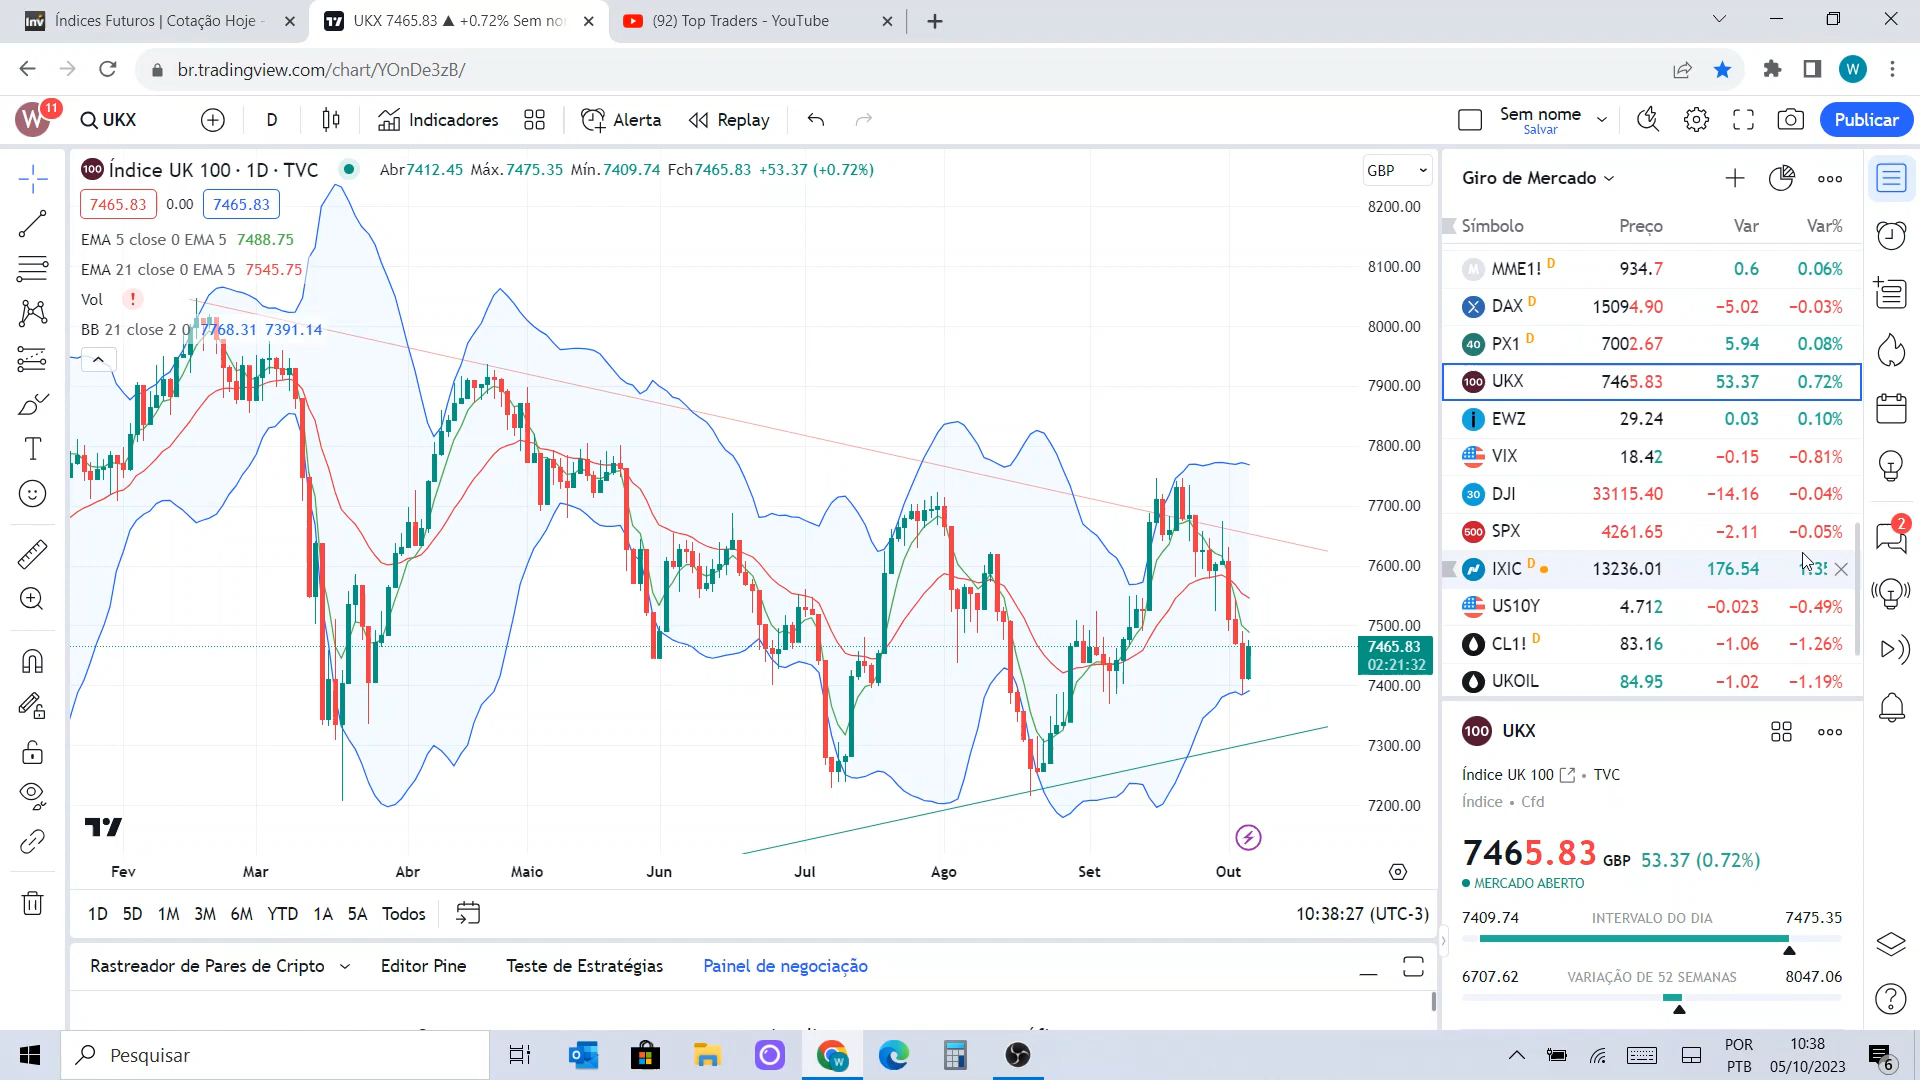 Índices Futuros | Cotação Hoje -
UKX 7465.83 ▲ +0.72% Sem no
(92) Top Traders - YouTube
br.tradingview.com/chart/YOnDe3zB/
W
W
11
UKX
D
Indicadores
Alerta
Replay
Sem nome
Salvar
Publicar
100 Índice UK 100 · 1D · TVC
Abr7412.45 Máx.7475.35 Mín.7409.74 Fch7465.83 +53.37 (+0.72%)
7465.83 0.00 7465.83
EMA 5 close 0 EMA 5 7488.75
EMA 21 close 0 EMA 5 7545.75
Vol !
BB 21 close 2 0 7768.31 7391.14
GBP
8200.00
8100.00
8000.00
7900.00
7800.00
7700.00
7600.00
7500.00
7465.83
02:21:32
7400.00
7300.00
7200.00
Fev Mar Abr Maio Jun Jul Ago Set Out
1D 5D 1M 3M 6M YTD 1A 5A Todos
10:38:27 (UTC-3)
Rastreador de Pares de Cripto
Editor Pine
Teste de Estratégias
Painel de negociação
Giro de Mercado
Símbolo Preço Var Var%
M MME1! D 934.7 0.6 0.06%
DAX D 15094.90 −5.02 −0.03%
40 PX1 D 7002.67 5.94 0.08%
100 UKX 7465.83 53.37 0.72%
EWZ 29.24 0.03 0.10%
VIX 18.42 −0.15 −0.81%
30 DJI 33115.40 −14.16 −0.04%
500 SPX 4261.65 −2.11 −0.05%
IXIC D 13236.01 176.54
US10Y 4.712 −0.023 −0.49%
CL1! D 83.16 −1.06 −1.26%
UKOIL 84.95 −1.02 −1.19%
100 UKX
Índice UK 100 • TVC
Índice • Cfd
7465.83 GBP 53.37 (0.72%)
MERCADO ABERTO
7409.74 INTERVALO DO DIA 7475.35
6707.62 VARIAÇÃO DE 52 SEMANAS 8047.06
2
Pesquisar
POR
PTB
10:38
05/10/2023
6